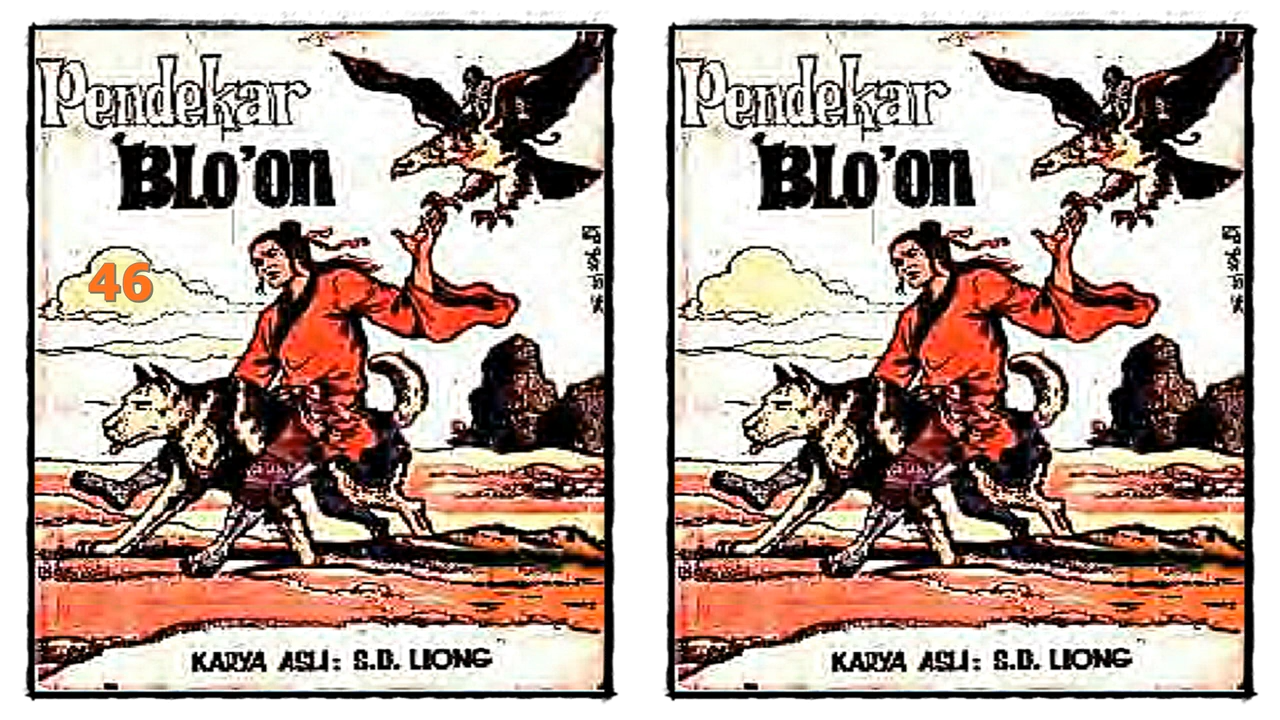 Pendekar
BLO'ON
46
KARYA ASLI: S.D. LIONG
Pendekar
BLO'ON
KARYA ASLI: S.D. LIONG